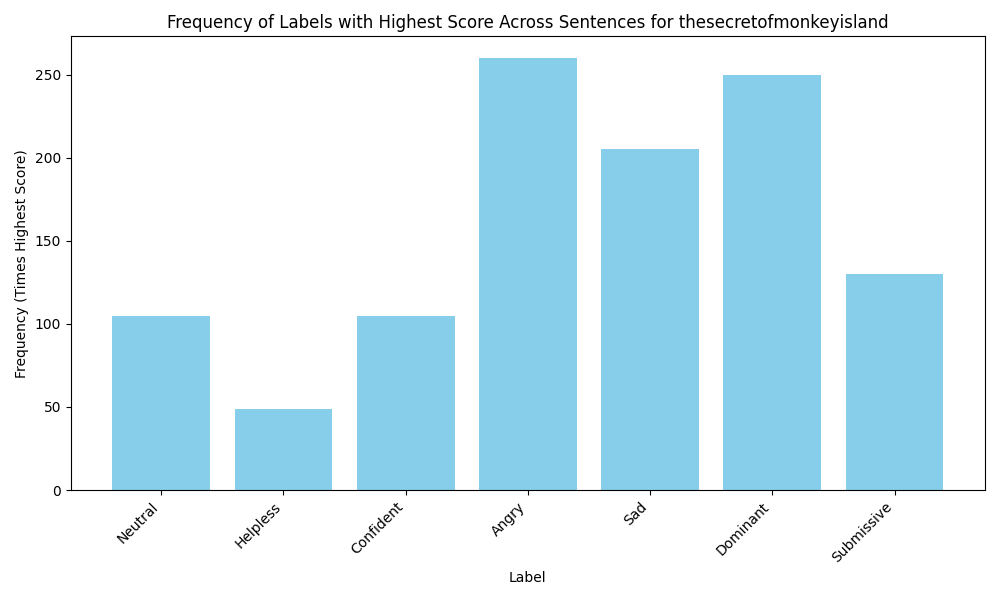 Frequency of Labels with Highest Score Across Sentences for thesecretofmonkeyisland
Frequency (Times Highest Score)
250
200
150
100
50
0
Neutral
Helpless
Confident
Angry
Sad
Dominant
Submissive
Label